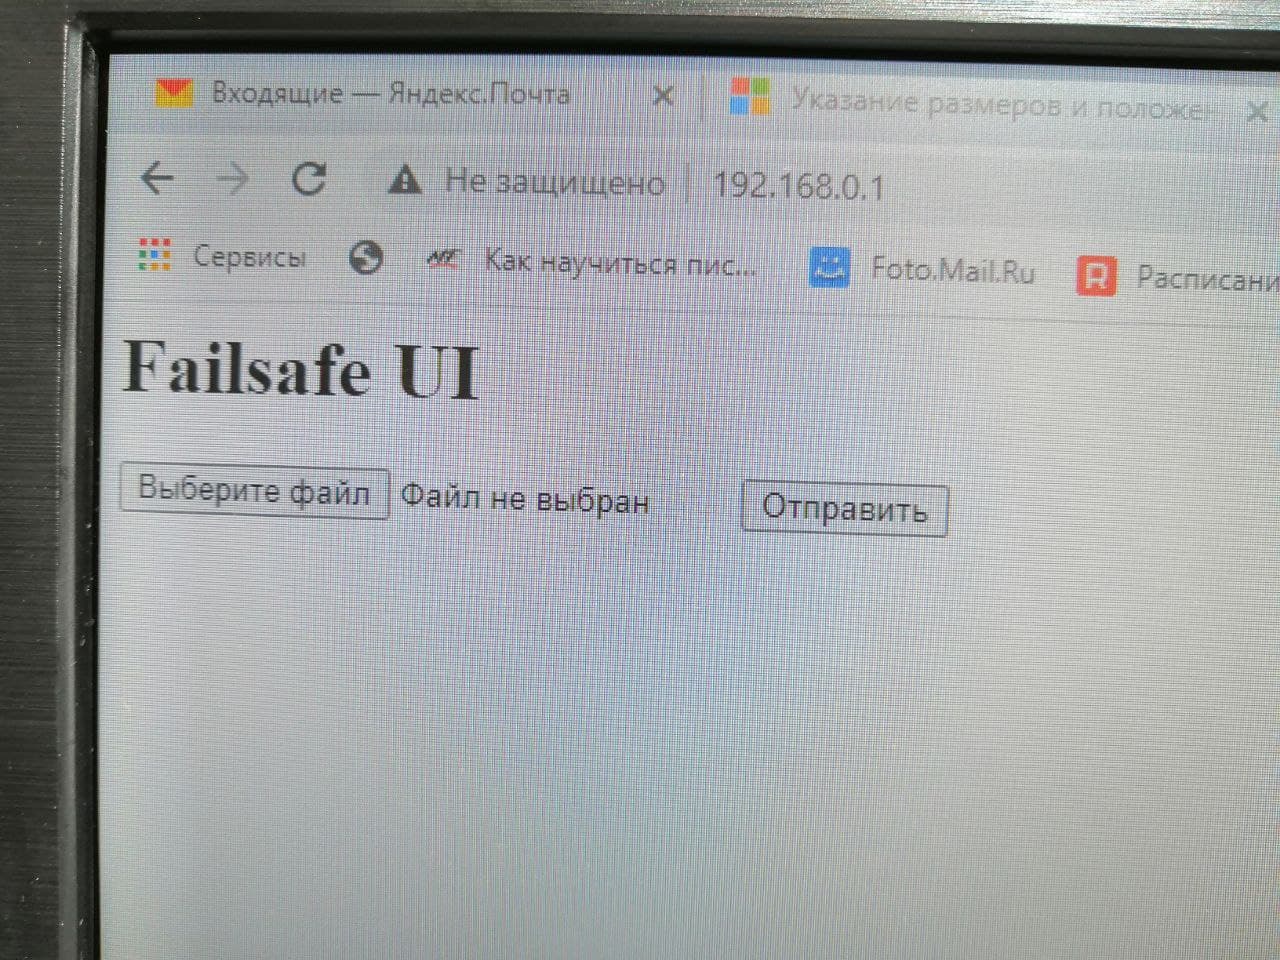 Входящие — Яндекс.Почта
Указание размеров и положен
Не защищено | 192.168.0.1
Сервисы
Как научиться пис...
Foto.Mail.Ru
R Расписани
Failsafe UI
Выберите файл Файл не выбран Отправить